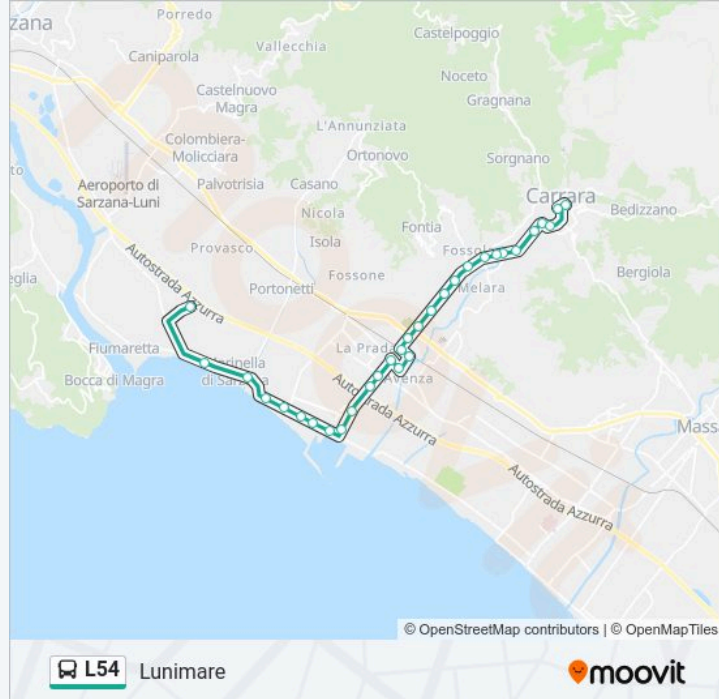 zana
Porredo
Castelpoggio
Vallecchia
Caniparola
Noceto
Castelnuovo
Magra
Gragnana
L'Annunziata
Colombiera-
Molicciara
Ortonovo
Sorgnano
Aeroporto di
Sarzana-Luni
Palvotrisia
Casano
Carrara
Bedizzano
Nicola
Fontia
Provasco
Isola
Fossola
eglia
Autostrada Azzurra
Portonetti
Fossone
Melara
Bergiola
Fiumaretta
La Prada
Bocca di Magra
Marinella
di Sarzana
Avenza
Autostrada Azzurra
Massa
Autostrada Azzurra
© OpenStreetMap contributors | © OpenMapTiles
L54
Lunimare
moovit